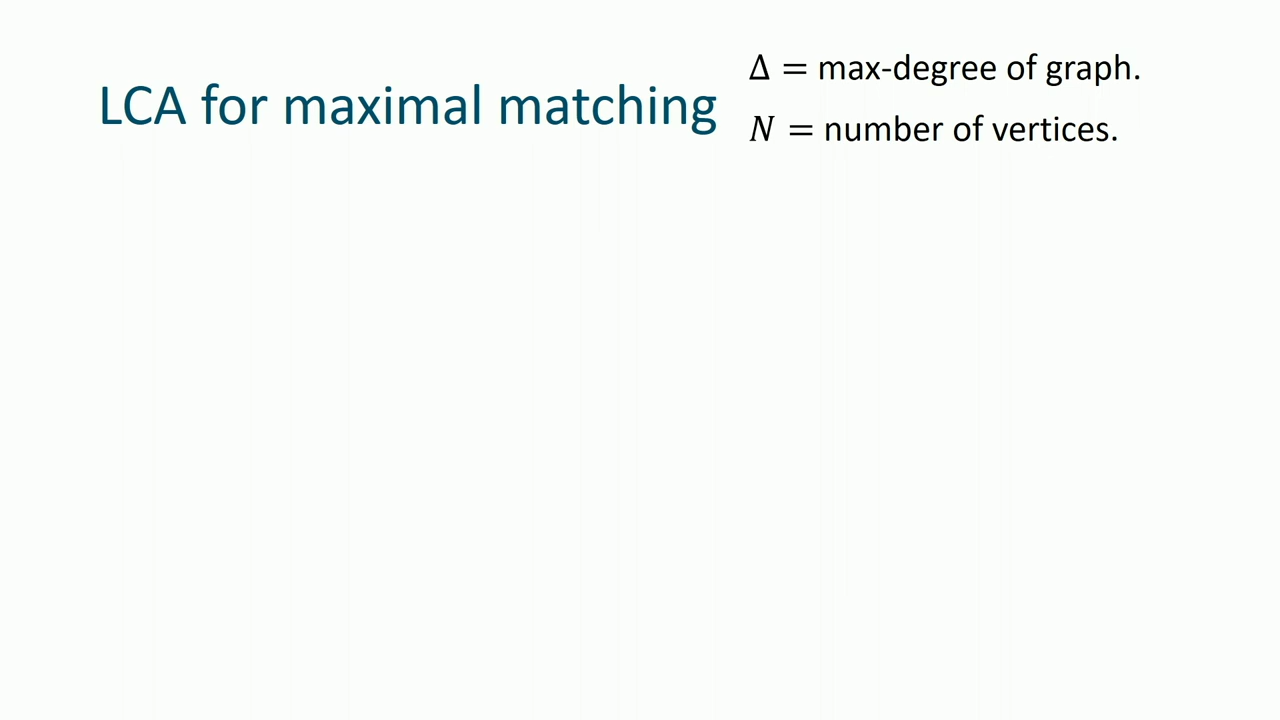 LCA for maximal matching
Δ = max-degree of graph.
N = number of vertices.